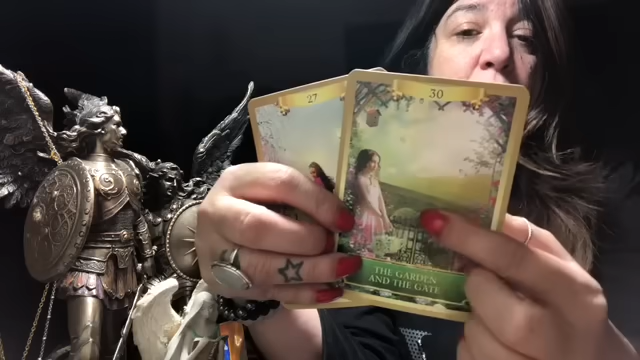 27
30
THE GARDEN
AND THE GATE